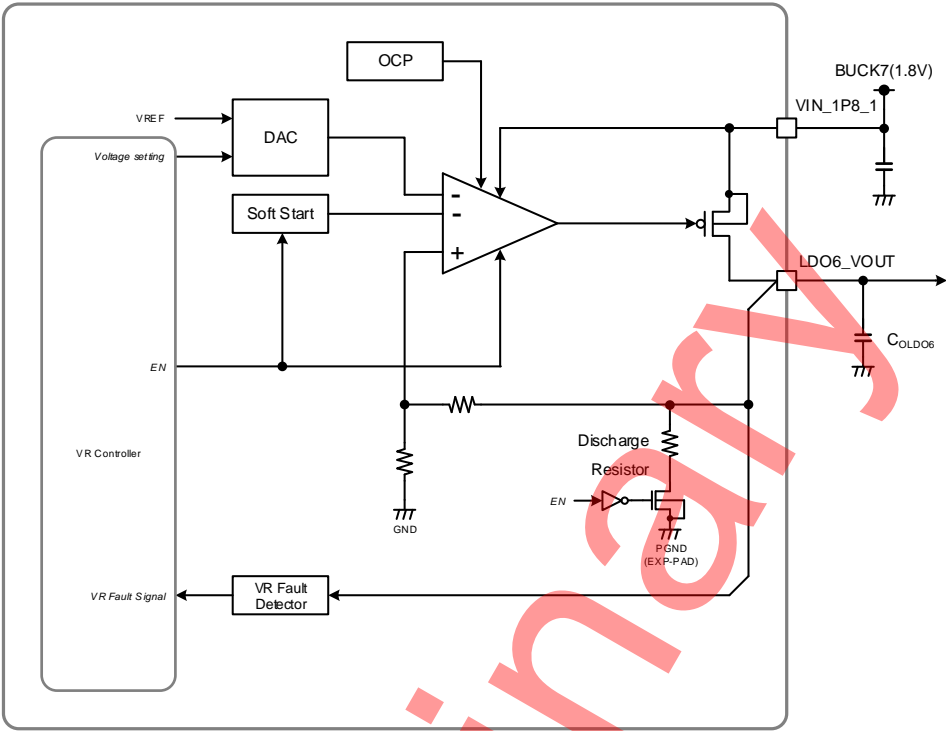 OCP
BUCK7(1.8V)
VIN_1P8_1
VREF
DAC
Voltage setting
Soft Start
-
-
+
LDO6_VOUT
COLDO6
EN
Discharge
Resistor
VR Controller
EN
GND
PGND
(EXP-PAD)
VR Fault Signal
VR Fault
Detector
inary